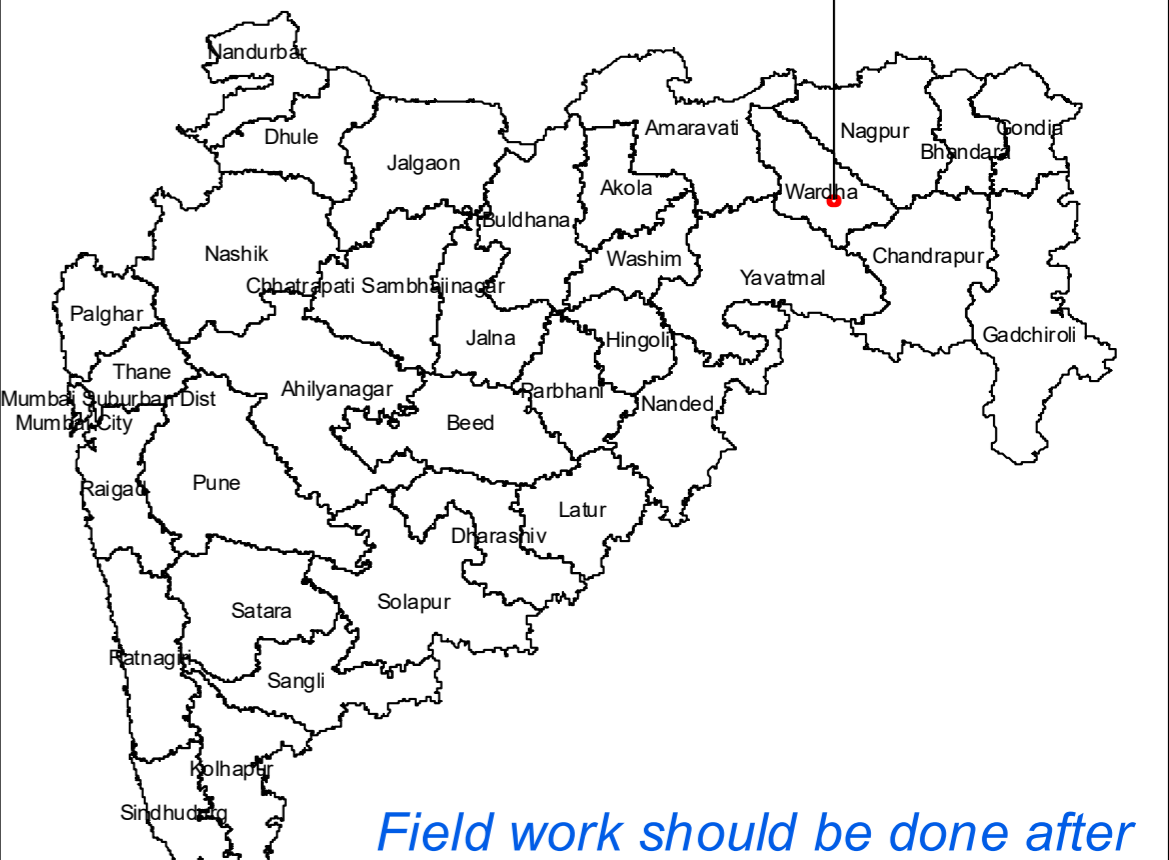 Nandurbar
Dhule
Jalgaon
Amaravati
Nagpur
Gondia
Bhandara
Akola
Wardha
Buldhana
Nashik
Washim
Chandrapur
Chhatrapati Sambhajinagar
Yavatmal
Palghar
Jalna
Hingoli
Gadchiroli
Thane
Ahilyanagar
Parbhani
Mumbai Suburban Dist
Nanded
Mumbai City
Beed
Raigad
Pune
Latur
Dharashiv
Solapur
Satara
Ratnagiri
Sangli
Kolhapur
Sindhudurg
Field work should be done after